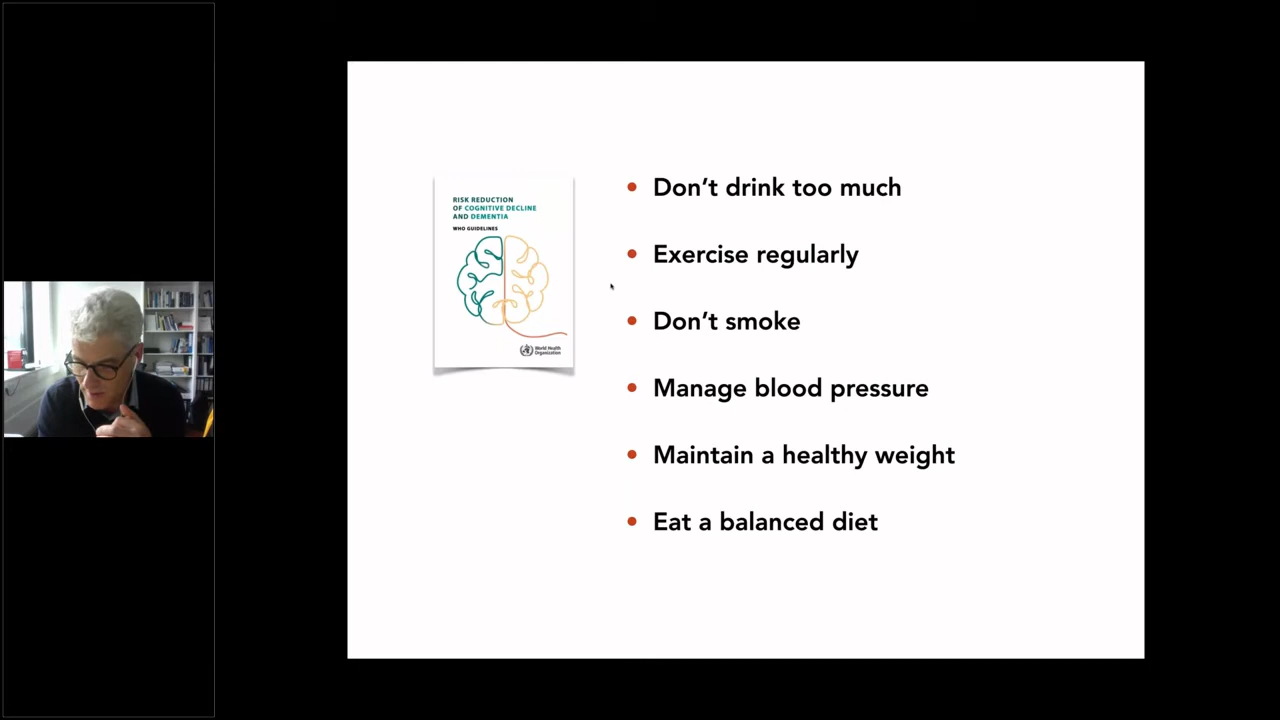 RISK REDUCTION
OF COGNITIVE DECLINE
AND DEMENTIA
WHO GUIDELINES
World Health
Organization
• Don’t drink too much
• Exercise regularly
• Don’t smoke
• Manage blood pressure
• Maintain a healthy weight
• Eat a balanced diet